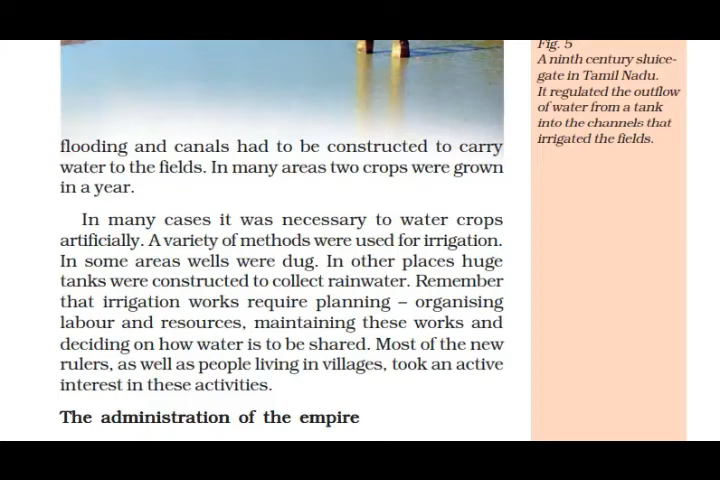 Fig. 5
A ninth century sluice-
gate in Tamil Nadu.
It regulated the outflow
of water from a tank
into the channels that
irrigated the fields.
flooding and canals had to be constructed to carry
water to the fields. In many areas two crops were grown
in a year.
In many cases it was necessary to water crops
artificially. A variety of methods were used for irrigation.
In some areas wells were dug. In other places huge
tanks were constructed to collect rainwater. Remember
that irrigation works require planning – organising
labour and resources, maintaining these works and
deciding on how water is to be shared. Most of the new
rulers, as well as people living in villages, took an active
interest in these activities.
The administration of the empire